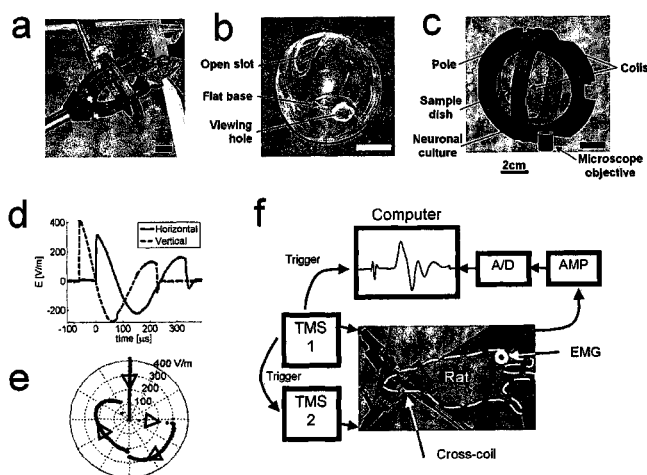 a
b
Open slot
Flat base
Viewing
hole
c
Pole
Coils
Sample
dish
Neuronal
culture
Microscope
objective
2cm
d
E [V/m]
400
200
0
-200
Horizontal
Vertical
-100 0 100 200 300
time [µs]
e
400 V/m
300
200
100
f
Computer
Trigger
A/D
AMP
TMS
1
EMG
Rat
Trigger
TMS
2
Cross-coil